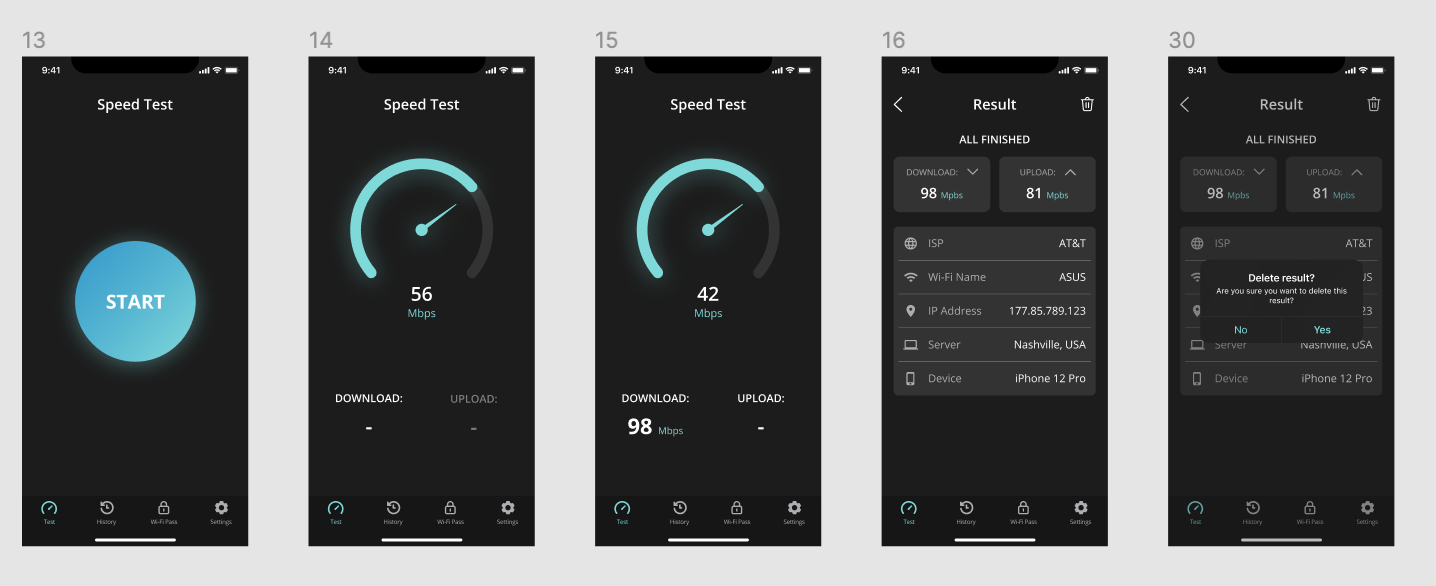 13
9:41
Speed Test
START
Test History Wi-Fi Pass Settings
14
9:41
Speed Test
56
Mbps
DOWNLOAD: UPLOAD:
- -
Test History Wi-Fi Pass Settings
15
9:41
Speed Test
42
Mbps
DOWNLOAD: UPLOAD:
98 Mbps -
Test History Wi-Fi Pass Settings
16
9:41
Result
ALL FINISHED
DOWNLOAD: UPLOAD:
98 Mpbs 81 Mpbs
ISP AT&T
Wi-Fi Name ASUS
IP Address 177.85.789.123
Server Nashville, USA
Device iPhone 12 Pro
Test History Wi-Fi Pass Settings
30
9:41
Result
ALL FINISHED
DOWNLOAD: UPLOAD:
98 Mpbs 81 Mpbs
ISP AT&T
US
Delete result?
Are you sure you want to delete this
result?
23
No Yes
Server Nashville, USA
Device iPhone 12 Pro
Test History Wi-Fi Pass Settings